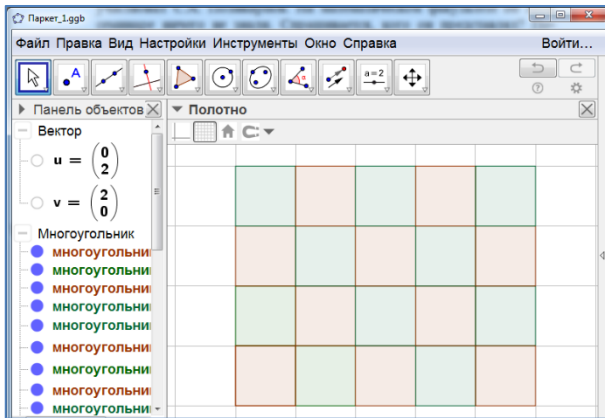 Паркет_1.ggb
Файл Правка Вид Настройки Инструменты Окно Справка Войти...
A
α
a=2
Панель объектов
Полотно
Вектор
u = (0 2)
v = (2 0)
Многоугольник
многоугольни
многоугольни
многоугольни
многоугольни
многоугольни
многоугольни
многоугольни
многоугольни
многоугольни